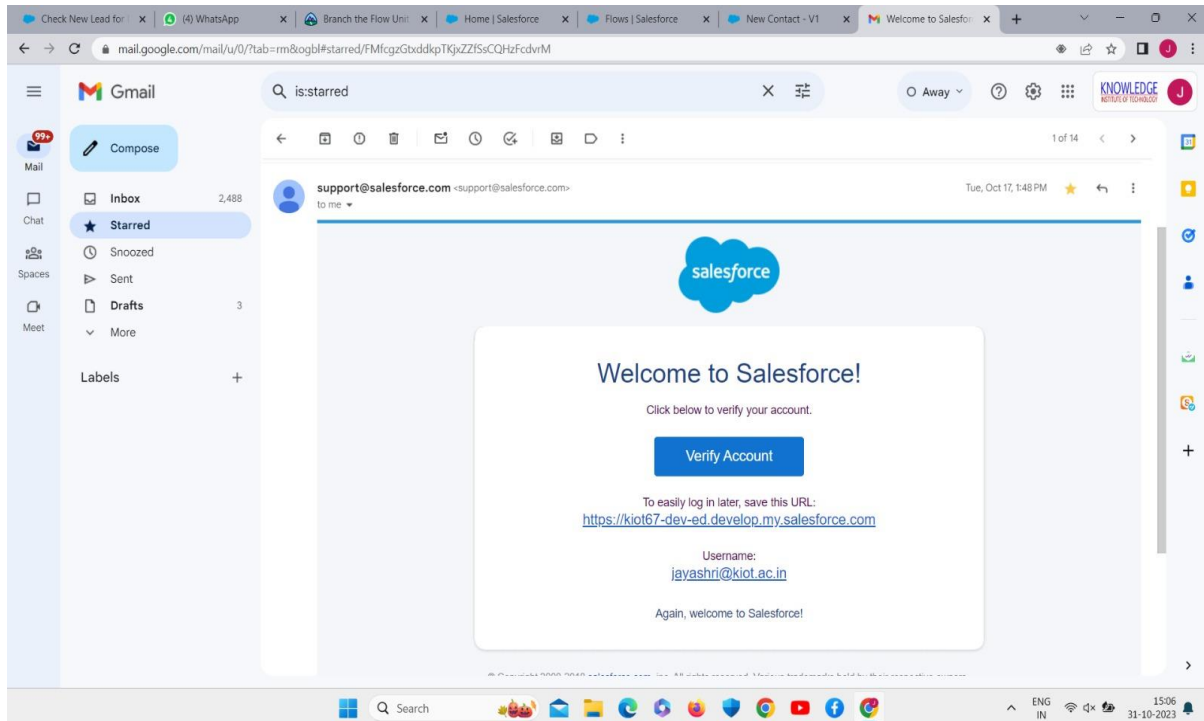 Check New Lead for
(4) WhatsApp
Branch the Flow Unit
Home | Salesforce
Flows | Salesforce
New Contact - V1
Welcome to Salesfor
mail.google.com/mail/u/0/?tab=rm&ogbl#starred/FMfcgzGtxddkpTKjxZZfSsCQHzFcdvrM
J
Gmail
is:starred
Away
KNOWLEDGE
INSTITUTE OF TECHNOLOGY
J
99+
Mail
Chat
Spaces
Meet
Compose
Inbox 2,488
Starred
Snoozed
Sent
Drafts 3
More
Labels
1 of 14
31
support@salesforce.com <support@salesforce.com>
Tue, Oct 17, 1:48 PM
to me
salesforce
Welcome to Salesforce!
Click below to verify your account.
Verify Account
To easily log in later, save this URL:
https://kiot67-dev-ed.develop.my.salesforce.com
Username:
jayashri@kiot.ac.in
Again, welcome to Salesforce!
Search
ENG
IN
15:06
31-10-2023